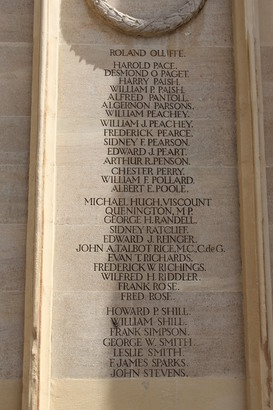 ROLAND OLLIFFE.
HAROLD PACE.
DESMOND O. PAGET.
HARRY PAISH.
WILLIAM P. PAISH.
ALFRED PANTOLL.
ALGERNON PARSONS.
WILLIAM PEACHEY.
WILLIAM J. PEACHEY.
FREDERICK PEARCE.
SIDNEY F. PEARSON.
EDWARD J. PEART.
ARTHUR R. PENSON.
CHESTER PERRY.
WILLIAM F. POLLARD.
ALBERT E. POOLE.
MICHAEL HUGH, VISCOUNT
QUENINGTON, M.P.
GEORGE H. RANDELL.
SIDNEY RATCLIFF.
EDWARD J. REINGER.
JOHN A. TALBOT RICE, M.C., C. de G.
EVAN T. RICHARDS.
FREDERICK W. RICHINGS.
WILFRED H. RIDDLER.
FRANK ROSE.
FRED ROSE.
HOWARD P. SHILL.
WILLIAM SHILL.
FRANK SIMPSON.
GEORGE W. SMITH.
LESLIE SMITH.
F. JAMES SPARKS.
JOHN STEVENS.